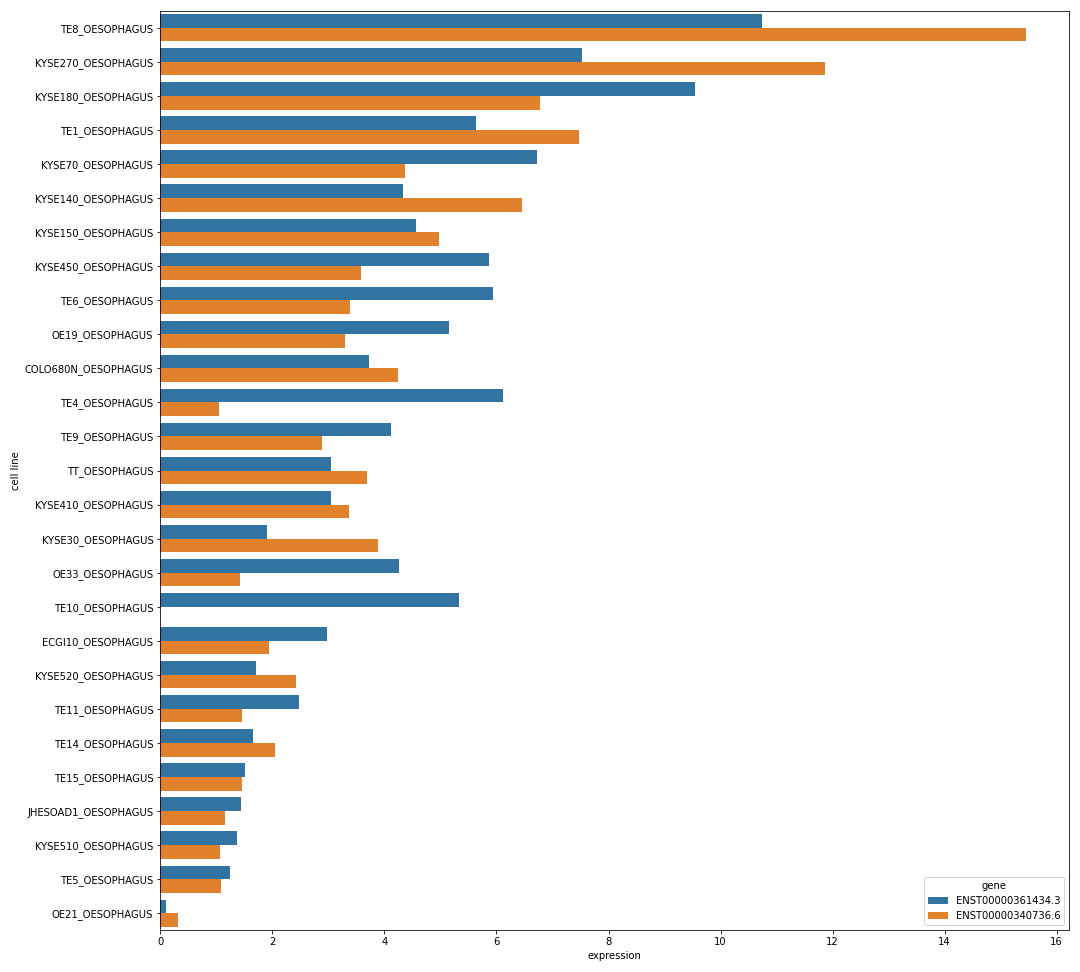 TE8_OESOPHAGUS
KYSE270_OESOPHAGUS
KYSE180_OESOPHAGUS
TE1_OESOPHAGUS
KYSE70_OESOPHAGUS
KYSE140_OESOPHAGUS
KYSE150_OESOPHAGUS
KYSE450_OESOPHAGUS
TE6_OESOPHAGUS
OE19_OESOPHAGUS
COLO680N_OESOPHAGUS
TE4_OESOPHAGUS
TE9_OESOPHAGUS
TT_OESOPHAGUS
KYSE410_OESOPHAGUS
KYSE30_OESOPHAGUS
OE33_OESOPHAGUS
TE10_OESOPHAGUS
ECGI10_OESOPHAGUS
KYSE520_OESOPHAGUS
TE11_OESOPHAGUS
TE14_OESOPHAGUS
TE15_OESOPHAGUS
JHESOAD1_OESOPHAGUS
KYSE510_OESOPHAGUS
TE5_OESOPHAGUS
OE21_OESOPHAGUS
cell line
0 2 4 6 8 10 12 14 16
expression
gene
ENST00000361434.3
ENST00000340736.6